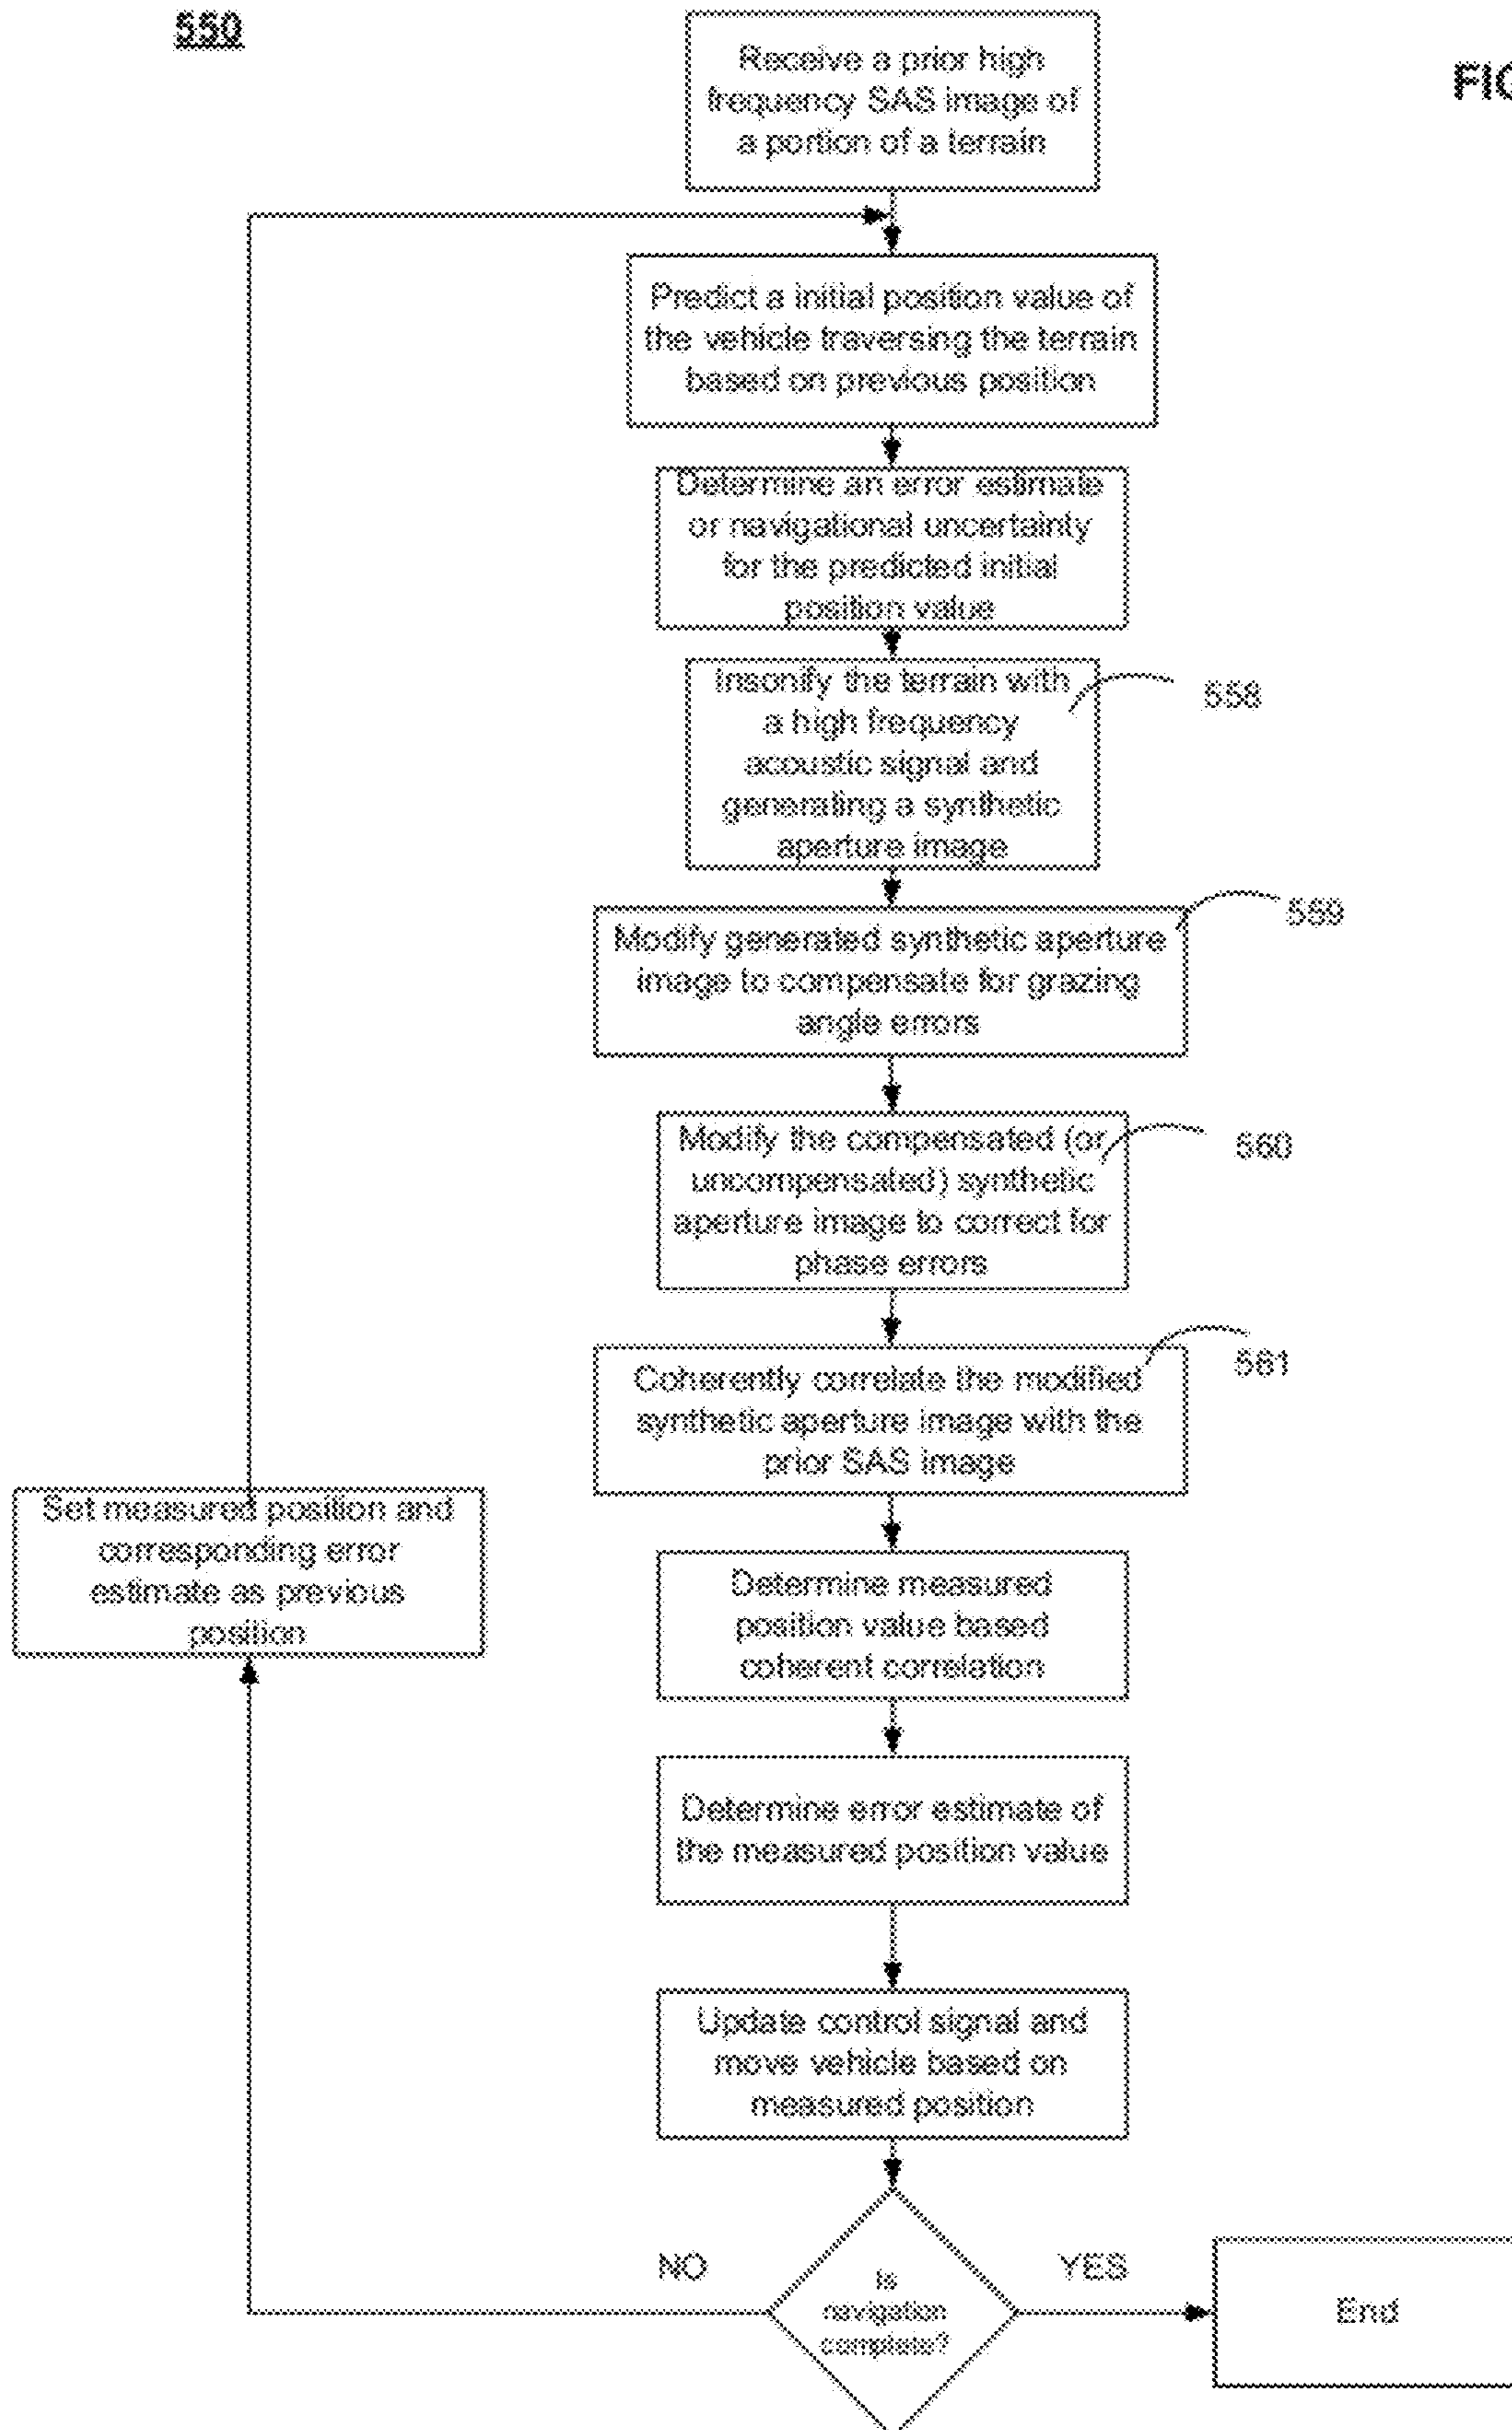 550
FIG
Receive a prior high
frequency SAS image of
a portion of a terrain
Predict a initial position value of
the vehicle traversing the terrain
based on previous position
Determine an error estimate
or navigational uncertainty
for the predicted initial
position value
Insonify the terrain with
a high frequency
acoustic signal and
generating a synthetic
aperture image
558
Modify generated synthetic aperture
image to compensate for grazing
angle errors
559
Modify the compensated (or
uncompensated) synthetic
aperture image to correct for
phase errors
560
Coherently correlate the modified
synthetic aperture image with the
prior SAS image
561
Set measured position and
corresponding error
estimate as previous
position
Determine measured
position value based
coherent correlation
Determine error estimate of
the measured position value
Update control signal and
move vehicle based on
measured position
NO
Is
navigation
complete?
YES
End